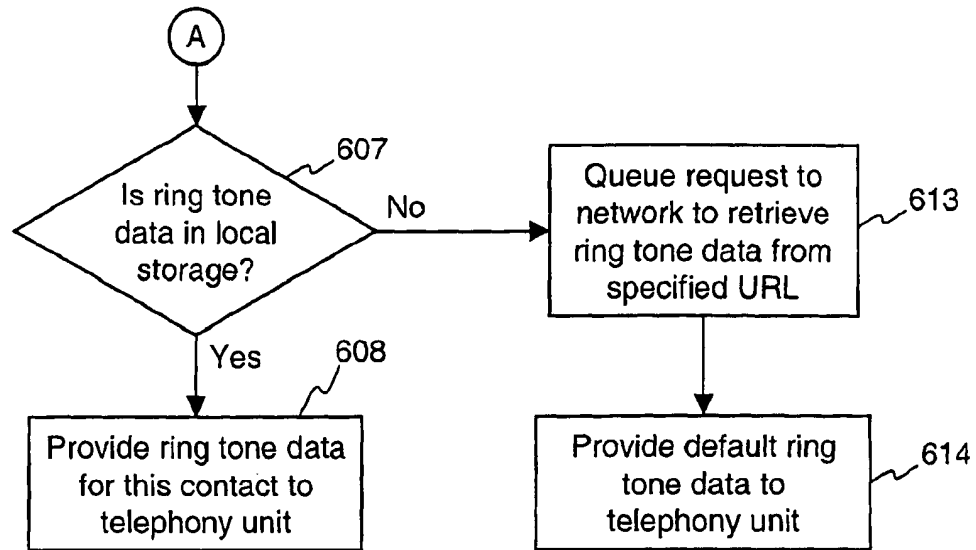 A
607
Is ring tone
data in local
storage?
No
Queue request to
network to retrieve
ring tone data from
specified URL
613
Yes
608
Provide ring tone data
for this contact to
telephony unit
Provide default ring
tone data to
telephony unit
614